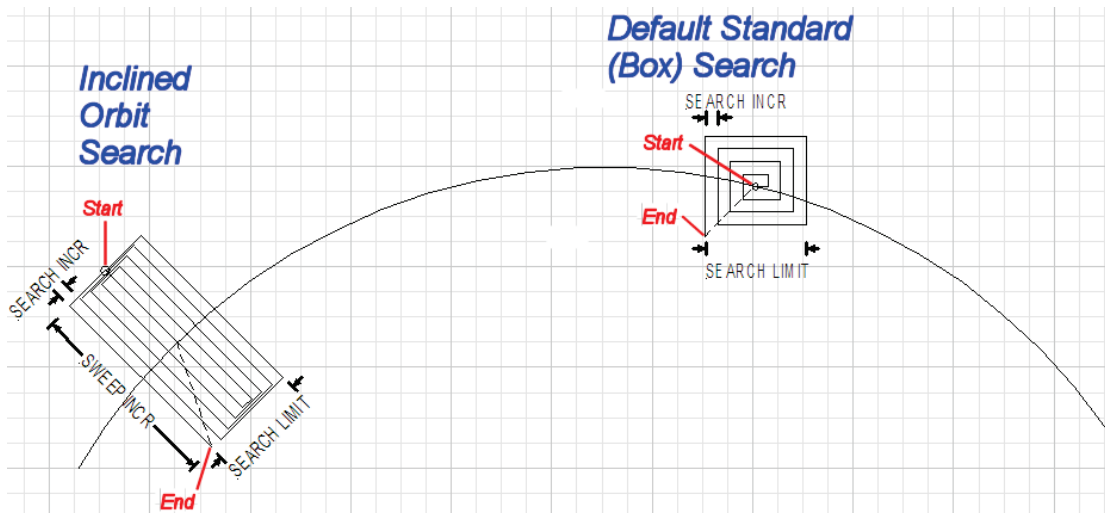 Inclined
Orbit
Search
Start
SEARCH INCR
SWEEP INCR
SEARCH LIMIT
End
Default Standard
(Box) Search
SEARCH INCR
Start
End
SEARCH LIMIT